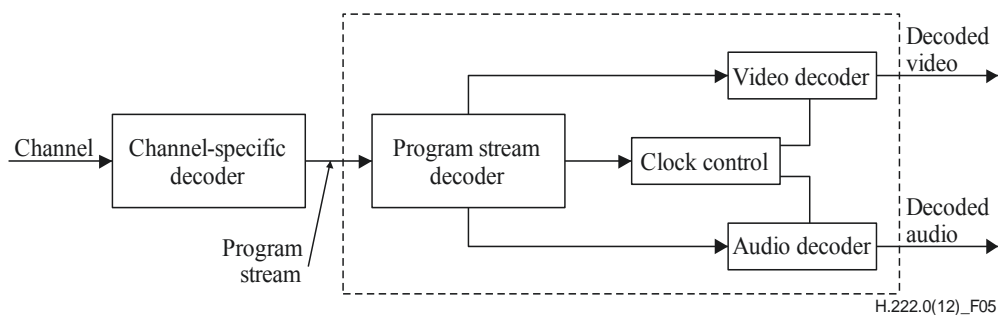 Channel
Channel-specific
decoder
Program
stream
Program stream
decoder
Clock control
Video decoder
Decoded
video
Audio decoder
Decoded
audio
H.222.0(12)_F05